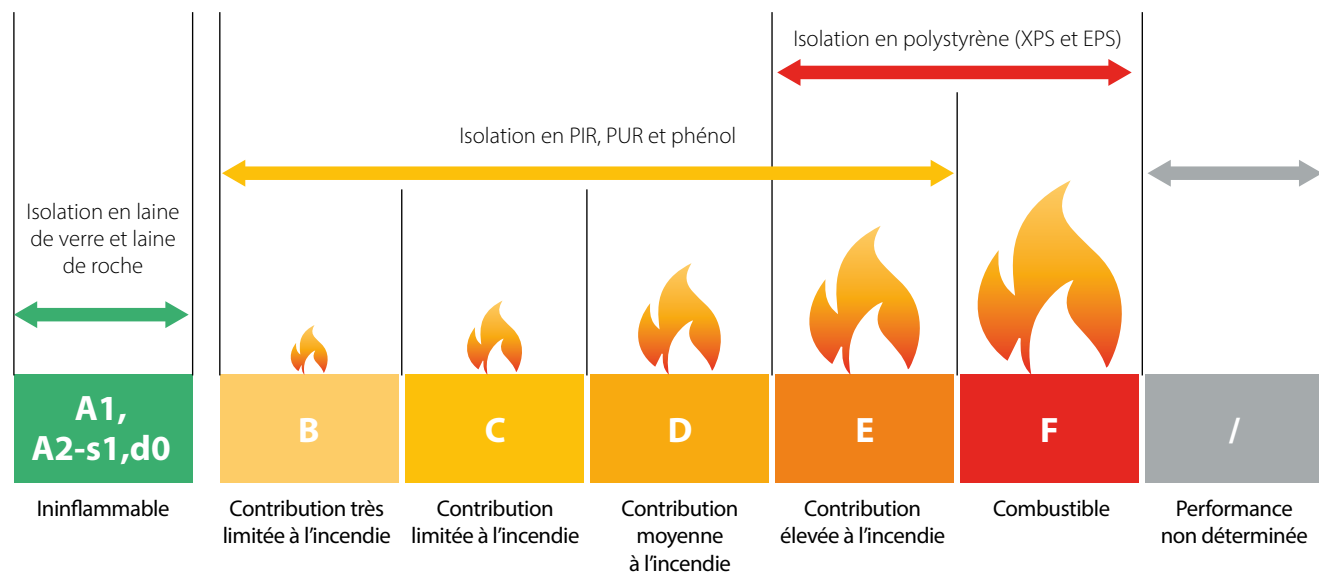 Isolation en polystyrène (XPS et EPS)
Isolation en PIR, PUR et phénol
Isolation en laine
de verre et laine
de roche
A1,
A2-s1,d0
B
C
D
E
F
/
Ininflammable
Contribution très
limitée à l’incendie
Contribution
limitée à l’incendie
Contribution
moyenne
à l’incendie
Contribution
élevée à l’incendie
Combustible
Performance
non déterminée